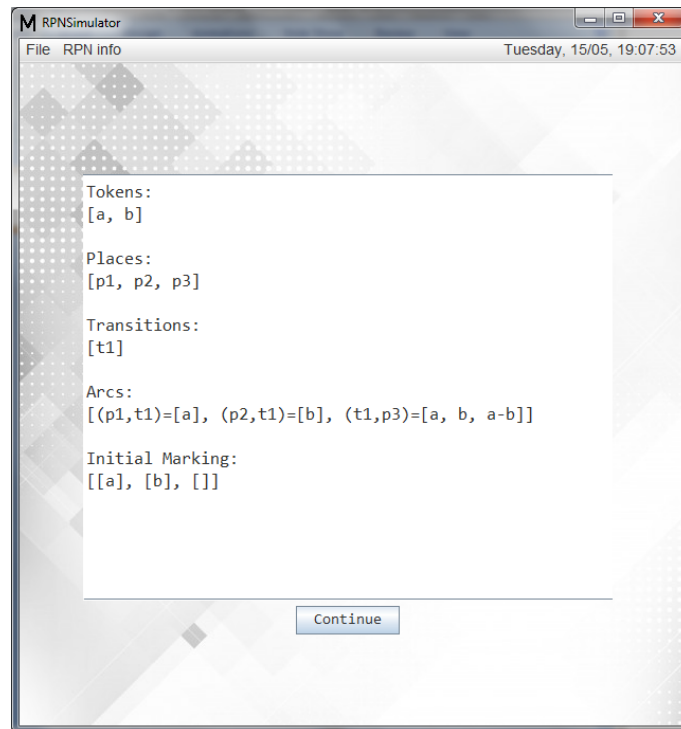 RPNSimulator
File RPN info Tuesday, 15/05, 19:07:53
Tokens:
[a, b]
Places:
[p1, p2, p3]
Transitions:
[t1]
Arcs:
[(p1,t1)=[a], (p2,t1)=[b], (t1,p3)=[a, b, a-b]]
Initial Marking:
[[a], [b], []]
Continue